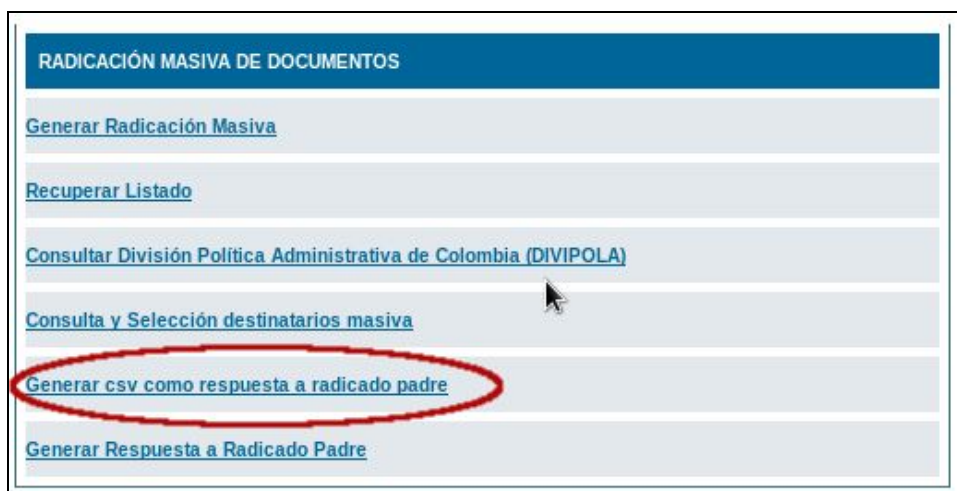 RADICACIÓN MASIVA DE DOCUMENTOS
Generar Radicación Masiva
Recuperar Listado
Consultar División Política Administrativa de Colombia (DIVIPOLA)
Consulta y Selección destinatarios masiva
Generar csv como respuesta a radicado padre
Generar Respuesta a Radicado Padre